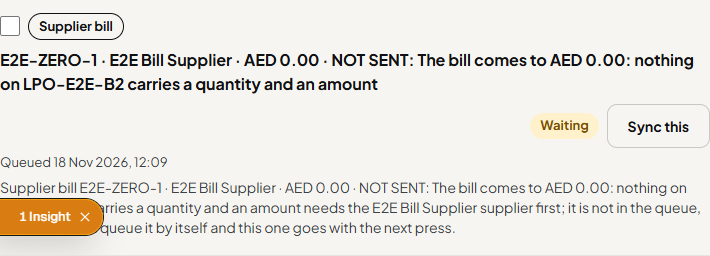 Supplier bill
E2E-ZERO-1 · E2E Bill Supplier · AED 0.00 · NOT SENT: The bill comes to AED 0.00: nothing
on LPO-E2E-B2 carries a quantity and an amount
Waiting
Sync this
Queued 18 Nov 2026, 12:09
Supplier bill E2E-ZERO-1 · E2E Bill Supplier · AED 0.00 · NOT SENT: The bill comes to AED 0.00: nothing on
1 Insight ×
a quantity and an amount needs the E2E Bill Supplier supplier first; it is not in the queue,
queue it by itself and this one goes with the next press.